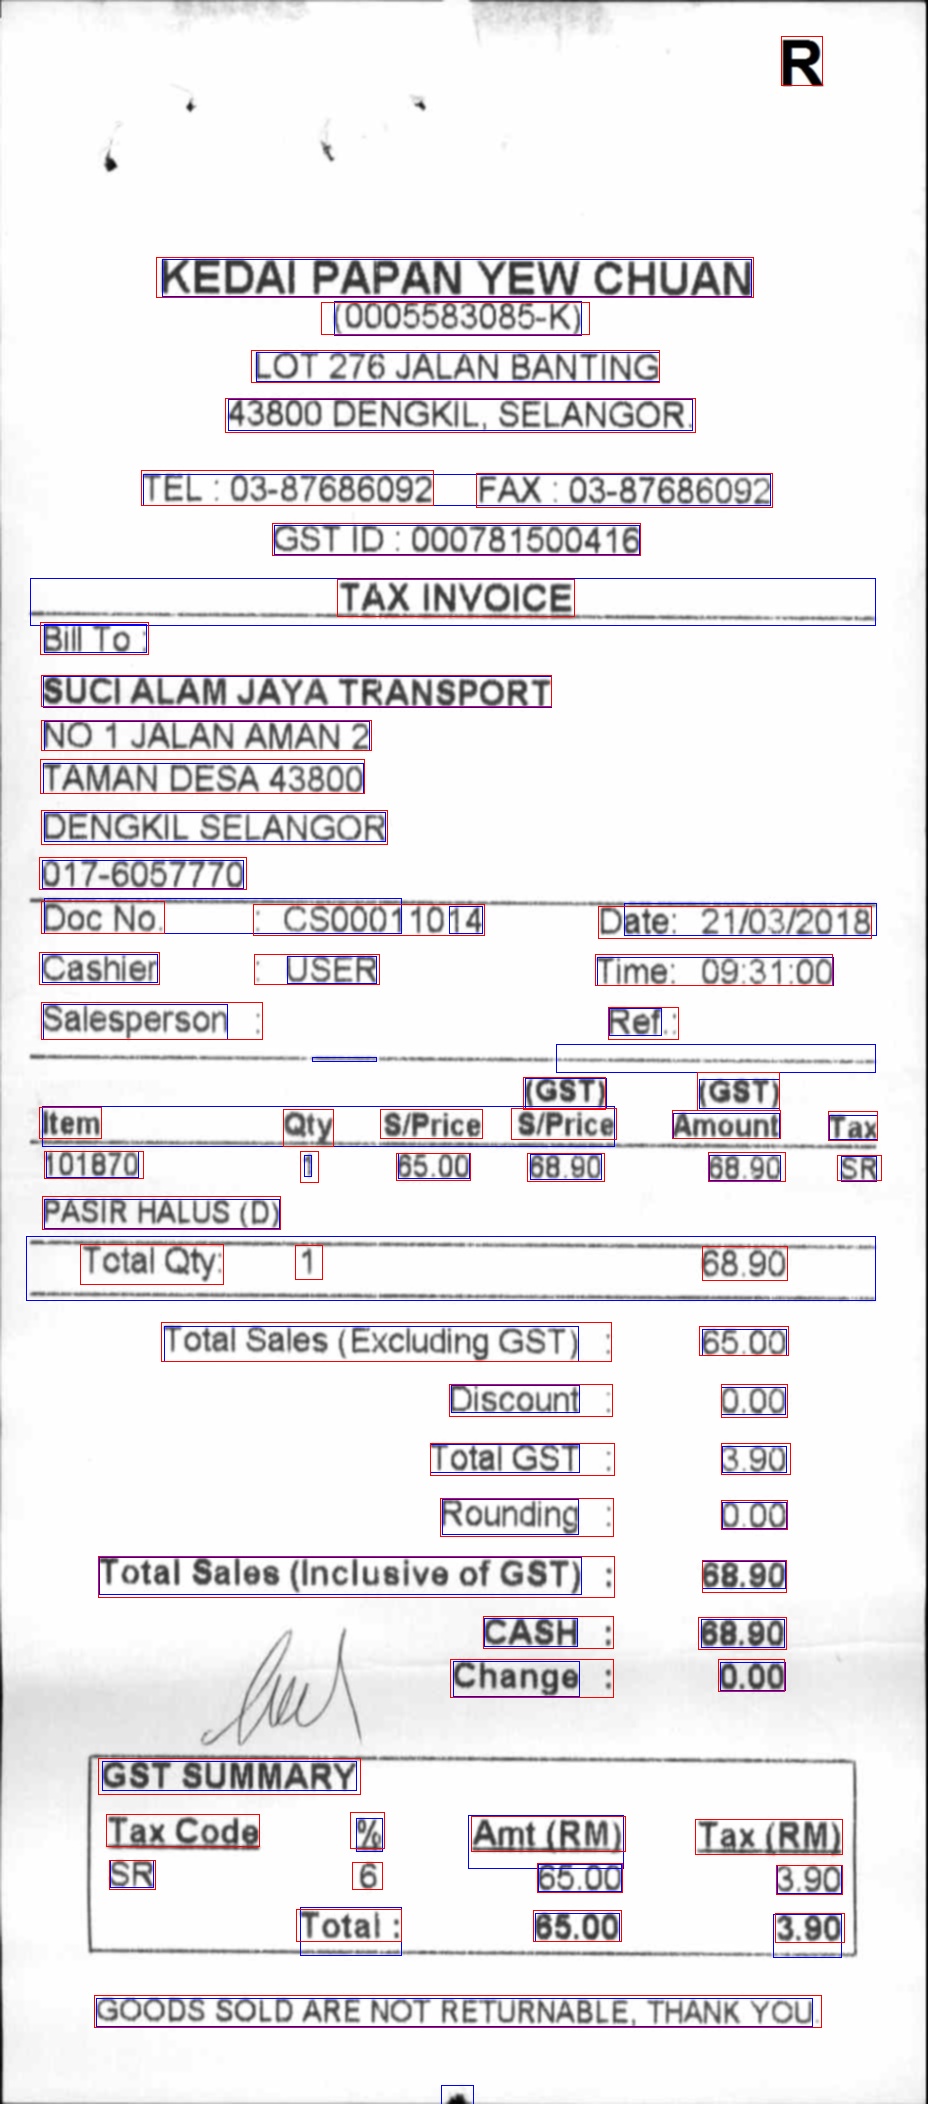 R
KEDAI PAPAN YEW CHUAN
(0005583085-K)
LOT 276 JALAN BANTING
43800 DENGKIL, SELANGOR.
TEL : 03-87686092 FAX : 03-87686092
GST ID : 000781500416
TAX INVOICE
Bill To :
SUCI ALAM JAYA TRANSPORT
NO 1 JALAN AMAN 2
TAMAN DESA 43800
DENGKIL SELANGOR
017-6057770
Doc No. : CS00011014 Date: 21/03/2018
Cashier : USER Time: 09:31:00
Salesperson : Ref.:
(GST) (GST)
Item Qty S/Price S/Price Amount Tax
101870 1 65.00 68.90 68.90 SR
PASIR HALUS (D)
Total Qty: 1 68.90
Total Sales (Excluding GST) : 65.00
Discount : 0.00
Total GST : 3.90
Rounding : 0.00
Total Sales (Inclusive of GST) : 68.90
CASH : 68.90
Change : 0.00
GST SUMMARY
Tax Code % Amt (RM) Tax (RM)
SR 6 65.00 3.90
Total : 65.00 3.90
GOODS SOLD ARE NOT RETURNABLE, THANK YOU.